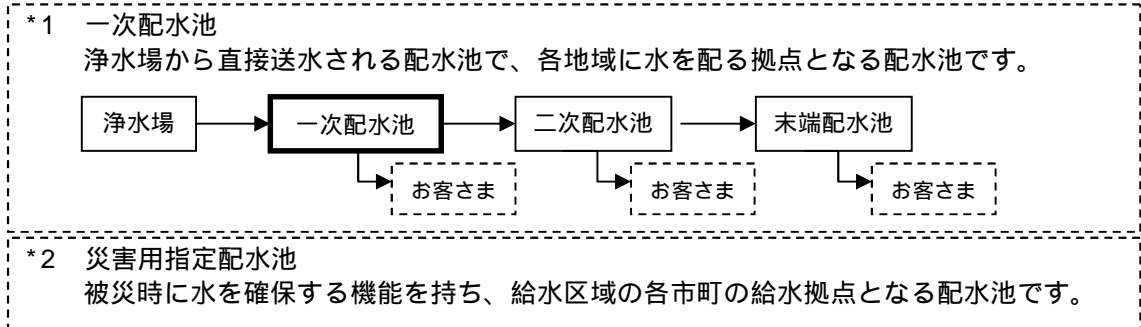 *1 一次配水池
浄水場から直接送水される配水池で、各地域に水を配る拠点となる配水池です。
浄水場 一次配水池 二次配水池 末端配水池
お客さま お客さま お客さま
*2 災害用指定配水池
被災時に水を確保する機能を持ち、給水区域の各市町の給水拠点となる配水池です。